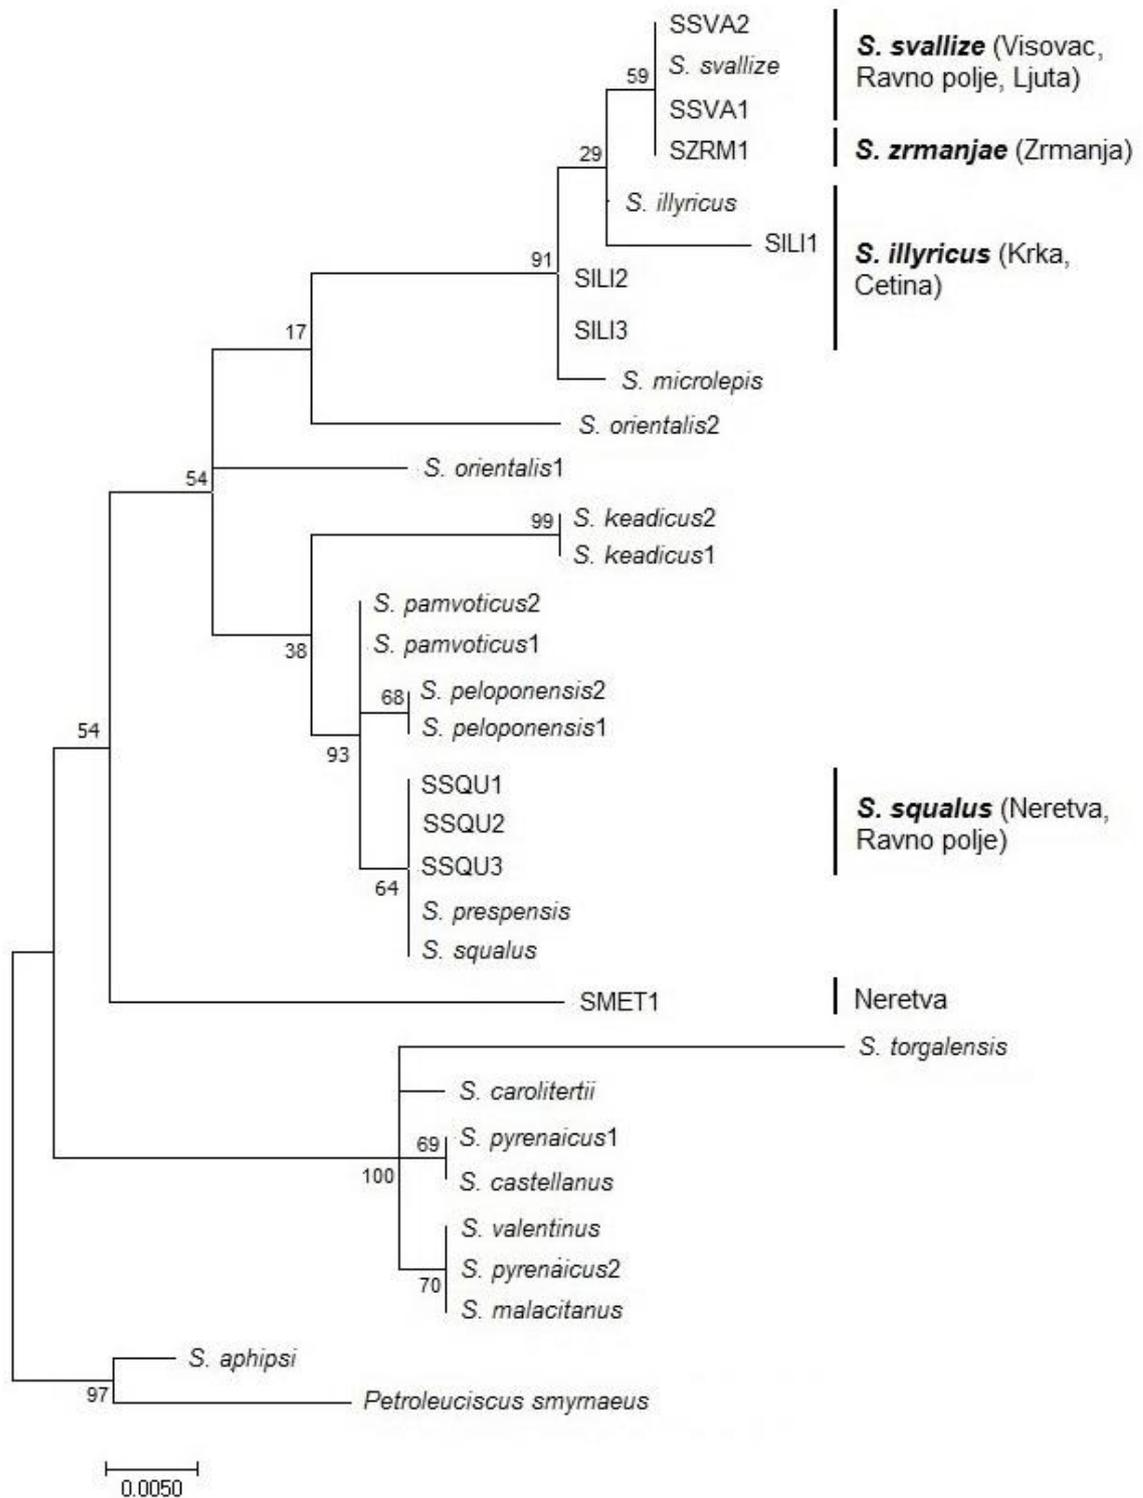 SSVA2
S. svallize
59
SSVA1
SZRM1
S. svallize (Visovac,
Ravno polje, Ljuta)
S. zrmanjae (Zrmanja)
29
S. illyricus
SILI1
S. illyricus (Krka,
Cetina)
91
SILI2
SILI3
17
S. microlepis
S. orientalis2
S. orientalis1
54
99
S. keadicus2
S. keadicus1
S. pamvoticus2
S. pamvoticus1
38
68
S. peloponensis2
S. peloponensis1
54
93
SSQU1
SSQU2
SSQU3
S. squalus (Neretva,
Ravno polje)
64
S. prespensis
S. squalus
SMET1
Neretva
S. torgalensis
S. carolitertii
69
S. pyrenaicus1
100
S. castellanus
S. valentinus
S. pyrenaicus2
70
S. malacitanus
S. aphipsi
97
Petroleuciscus smyrnaeus
0.0050